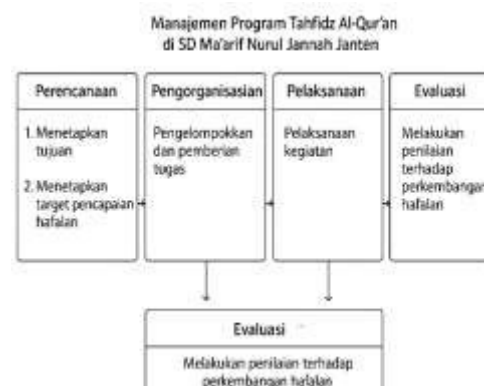 Manajemen Program Tahfidz Al-Qur'an
di SD Ma'arif Nurul Jannah Janten
Perencanaan
1. Menetapkan
tujuan
2. Menetapkan
target pencapaian
hafalan
Pengorganisasian
Pengelompokkan
dan pemberian
tugas
Pelaksanaan
Pelaksanaan
kegiatan
Evaluasi
Melakukan
penilaian
terhadap
perkembangan
hafalan
Evaluasi
Melakukan penilaian terhadap
perkembangan hafalan